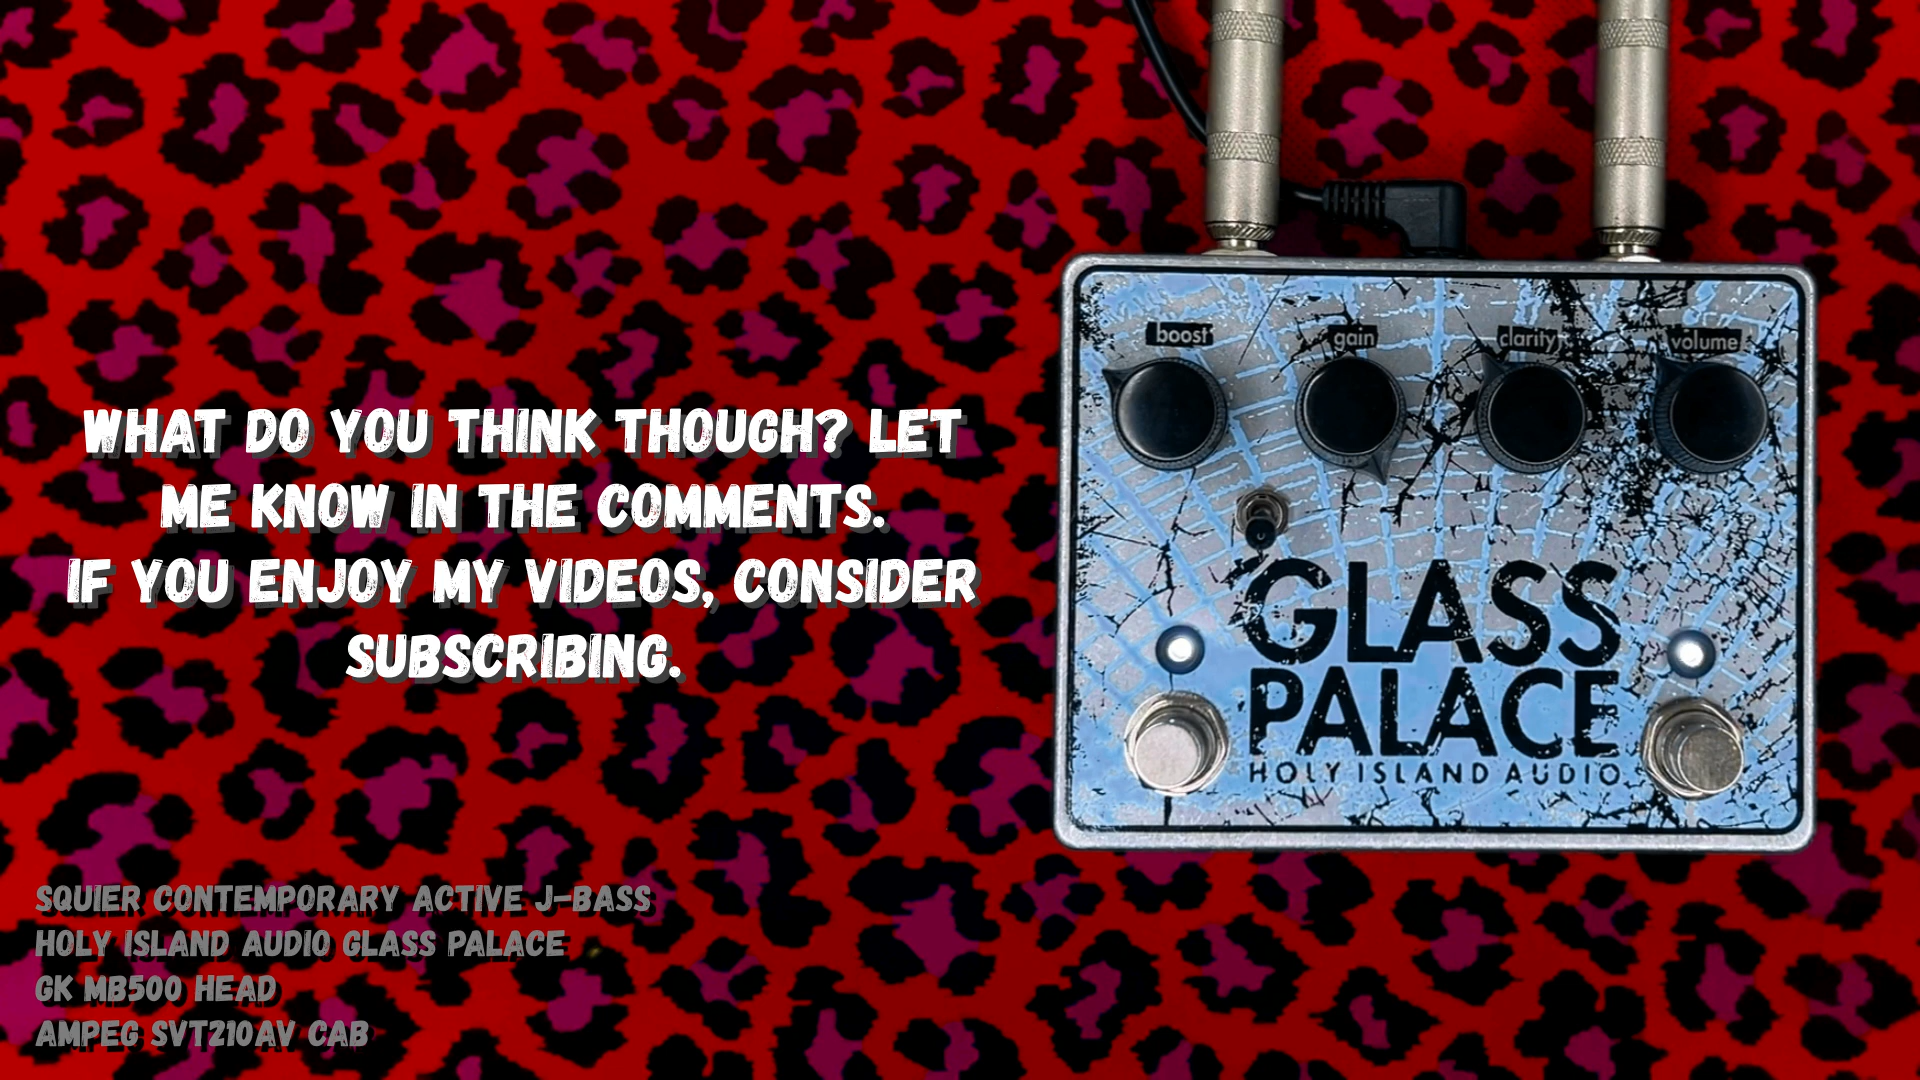 WHAT DO YOU THINK THOUGH? LET
ME KNOW IN THE COMMENTS.
IF YOU ENJOY MY VIDEOS, CONSIDER
SUBSCRIBING.
SQUIER CONTEMPORARY ACTIVE J-BASS
HOLY ISLAND AUDIO GLASS PALACE
GK MB500 HEAD
AMPEG SVT210AV CAB
boost gain clarity volume
GLASS
PALACE
HOLY ISLAND AUDIO